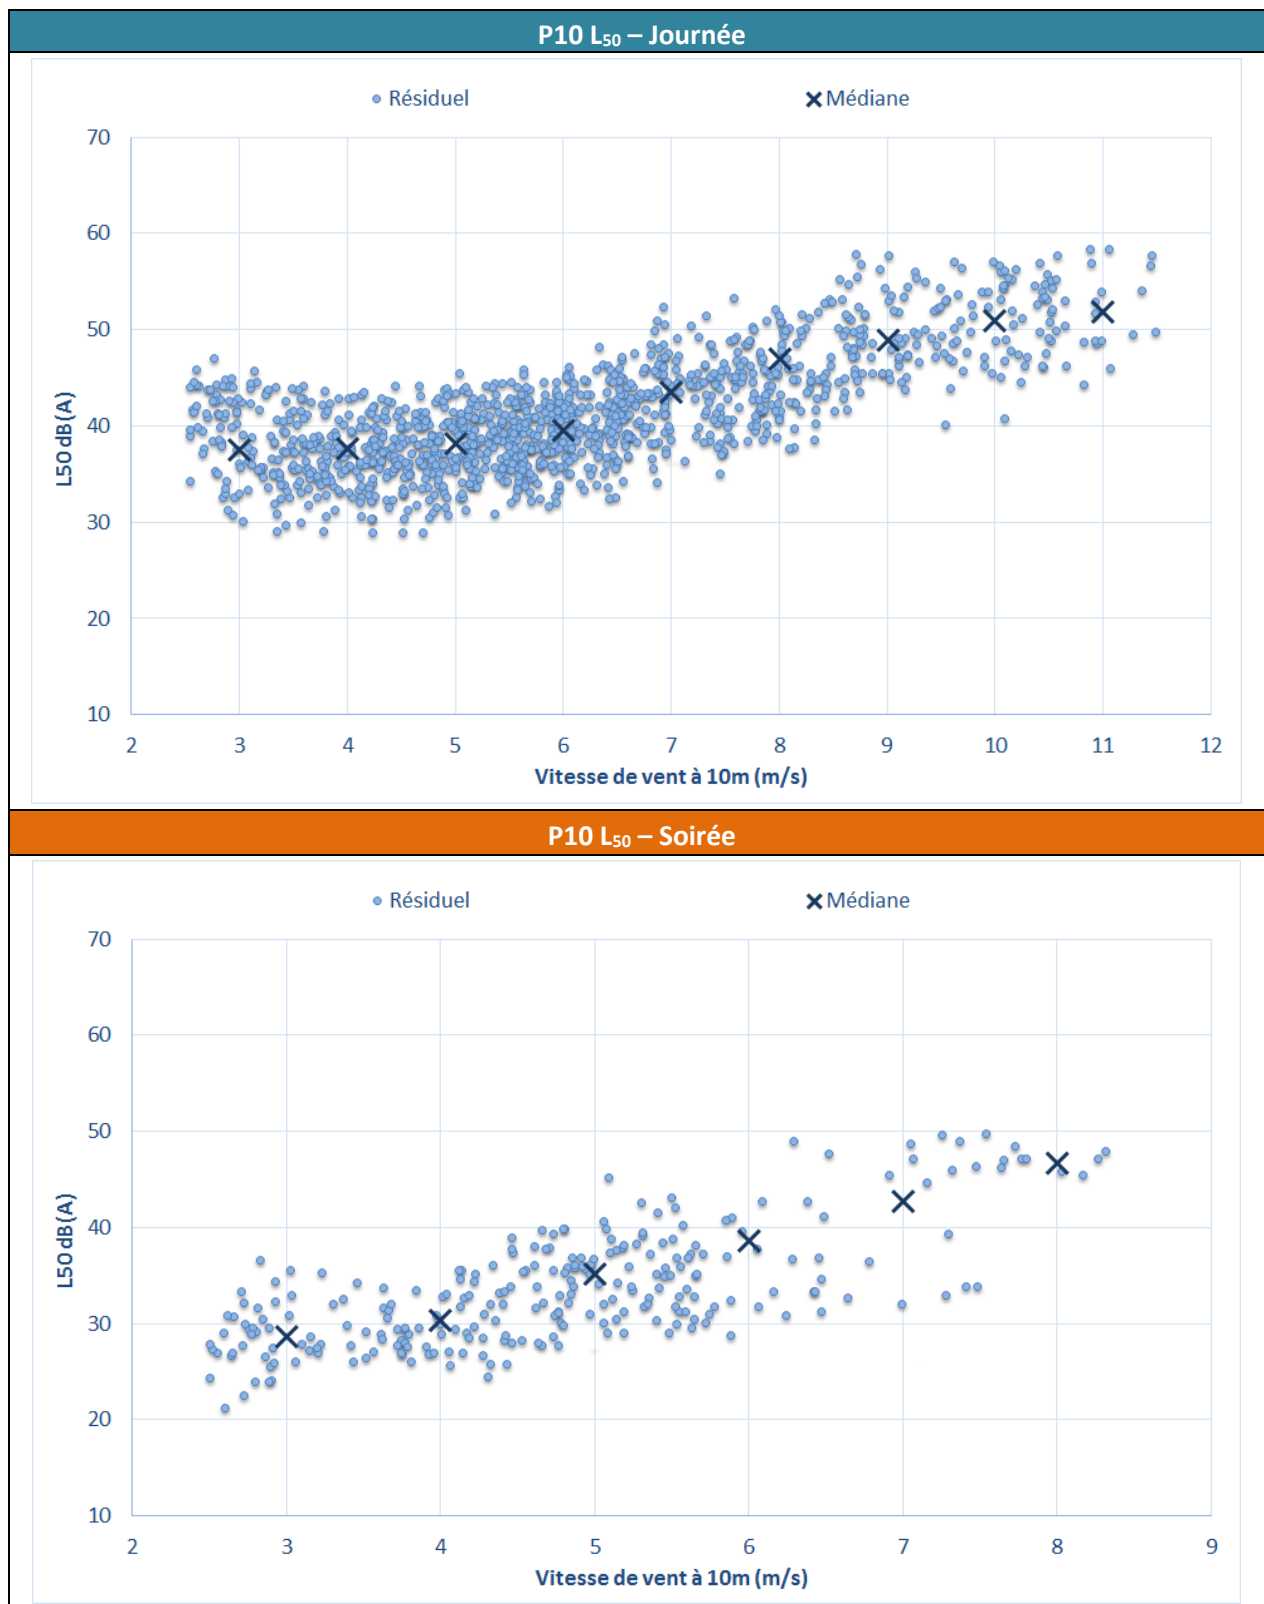 P10 L50 – Journée
Résiduel
Médiane
70
60
50
40
30
20
10
L50 dB(A)
2 3 4 5 6 7 8 9 10 11 12
Vitesse de vent à 10m (m/s)
P10 L50 – Soirée
Résiduel
Médiane
70
60
50
40
30
20
10
L50 dB(A)
2 3 4 5 6 7 8 9
Vitesse de vent à 10m (m/s)